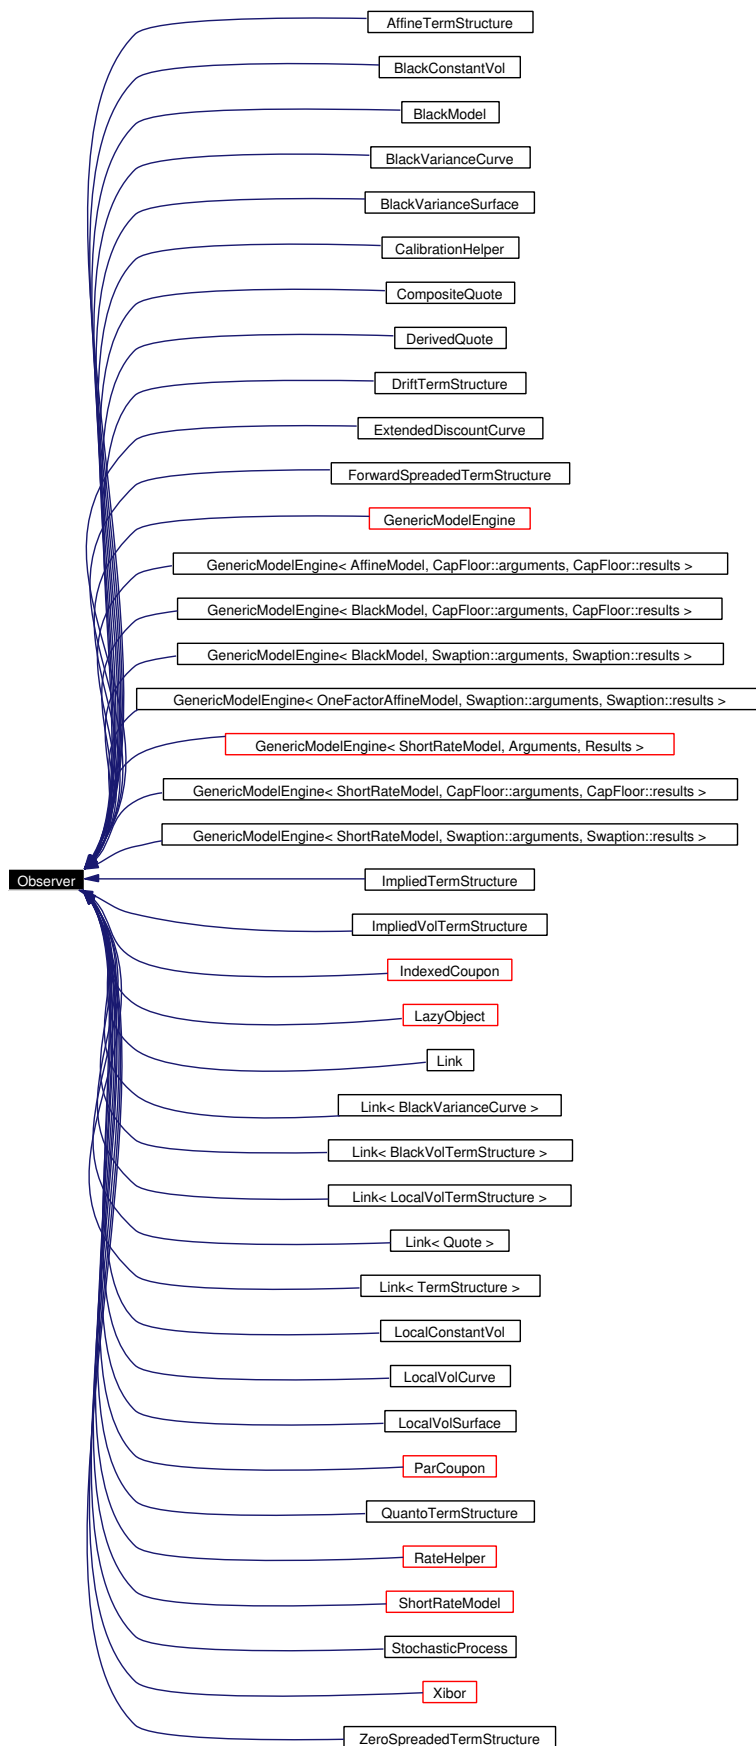 AffineTermStructure
BlackConstantVol
BlackModel
BlackVarianceCurve
BlackVarianceSurface
CalibrationHelper
CompositeQuote
DerivedQuote
DriftTermStructure
ExtendedDiscountCurve
ForwardSpreadedTermStructure
GenericModelEngine
GenericModelEngine< AffineModel, CapFloor::arguments, CapFloor::results >
GenericModelEngine< BlackModel, CapFloor::arguments, CapFloor::results >
GenericModelEngine< BlackModel, Swaption::arguments, Swaption::results >
GenericModelEngine< OneFactorAffineModel, Swaption::arguments, Swaption::results >
GenericModelEngine< ShortRateModel, Arguments, Results >
GenericModelEngine< ShortRateModel, CapFloor::arguments, CapFloor::results >
GenericModelEngine< ShortRateModel, Swaption::arguments, Swaption::results >
Observer
ImpliedTermStructure
ImpliedVolTermStructure
IndexedCoupon
LazyObject
Link
Link< BlackVarianceCurve >
Link< BlackVolTermStructure >
Link< LocalVolTermStructure >
Link< Quote >
Link< TermStructure >
LocalConstantVol
LocalVolCurve
LocalVolSurface
ParCoupon
QuantoTermStructure
RateHelper
ShortRateModel
StochasticProcess
Xibor
ZeroSpreadedTermStructure